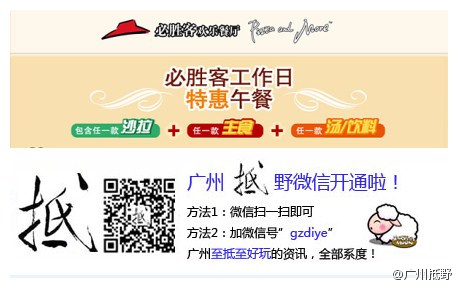 必胜客欢乐餐厅 Pizza and More
必胜客工作日
特惠午餐
包含任一款 沙拉 + 任一款 主食 + 任一款 汤/饮料
抵
广州 抵 野微信开通啦！
方法1：微信扫一扫即可
方法2：加微信号“gzdiye”
广州至抵至好玩的资讯，全部系度！
@广州抵野